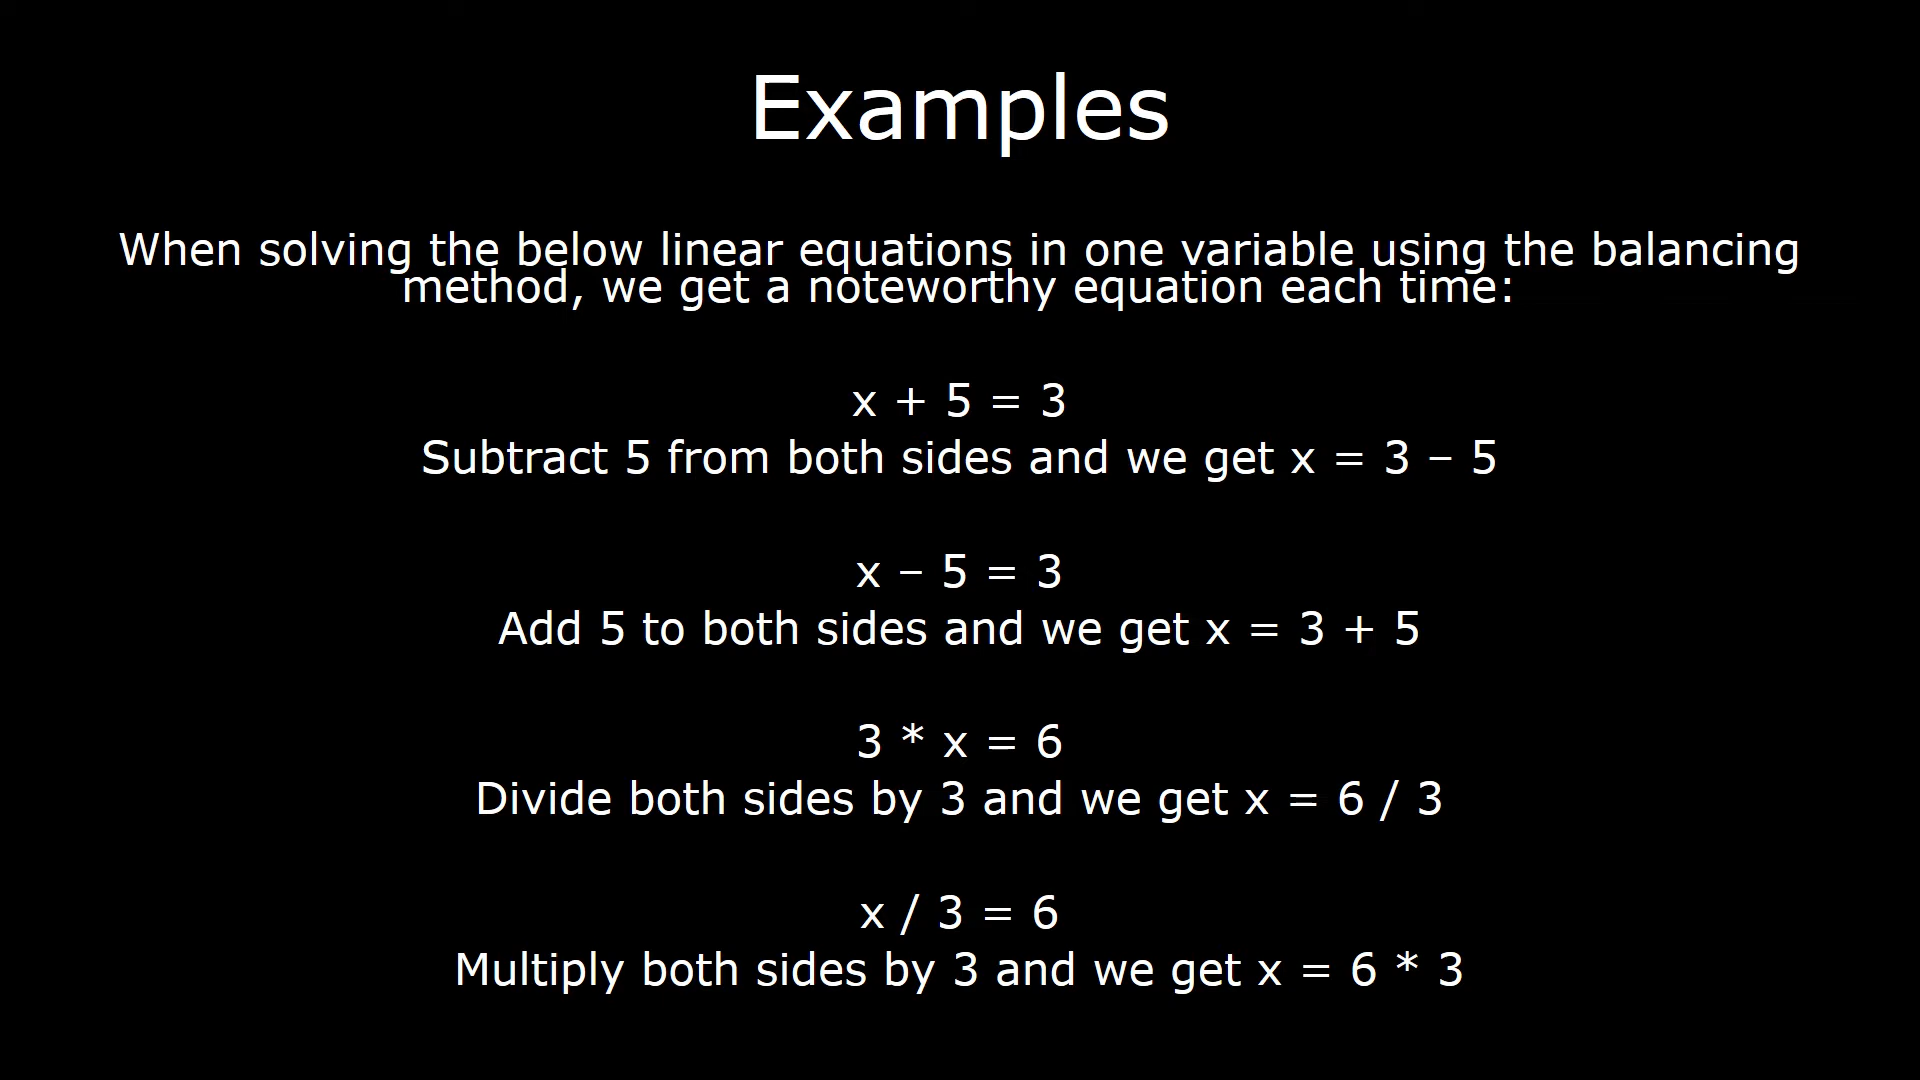 Examples
When solving the below linear equations in one variable using the balancing
method, we get a noteworthy equation each time:
x + 5 = 3
Subtract 5 from both sides and we get x = 3 – 5
x – 5 = 3
Add 5 to both sides and we get x = 3 + 5
3 * x = 6
Divide both sides by 3 and we get x = 6 / 3
x / 3 = 6
Multiply both sides by 3 and we get x = 6 * 3